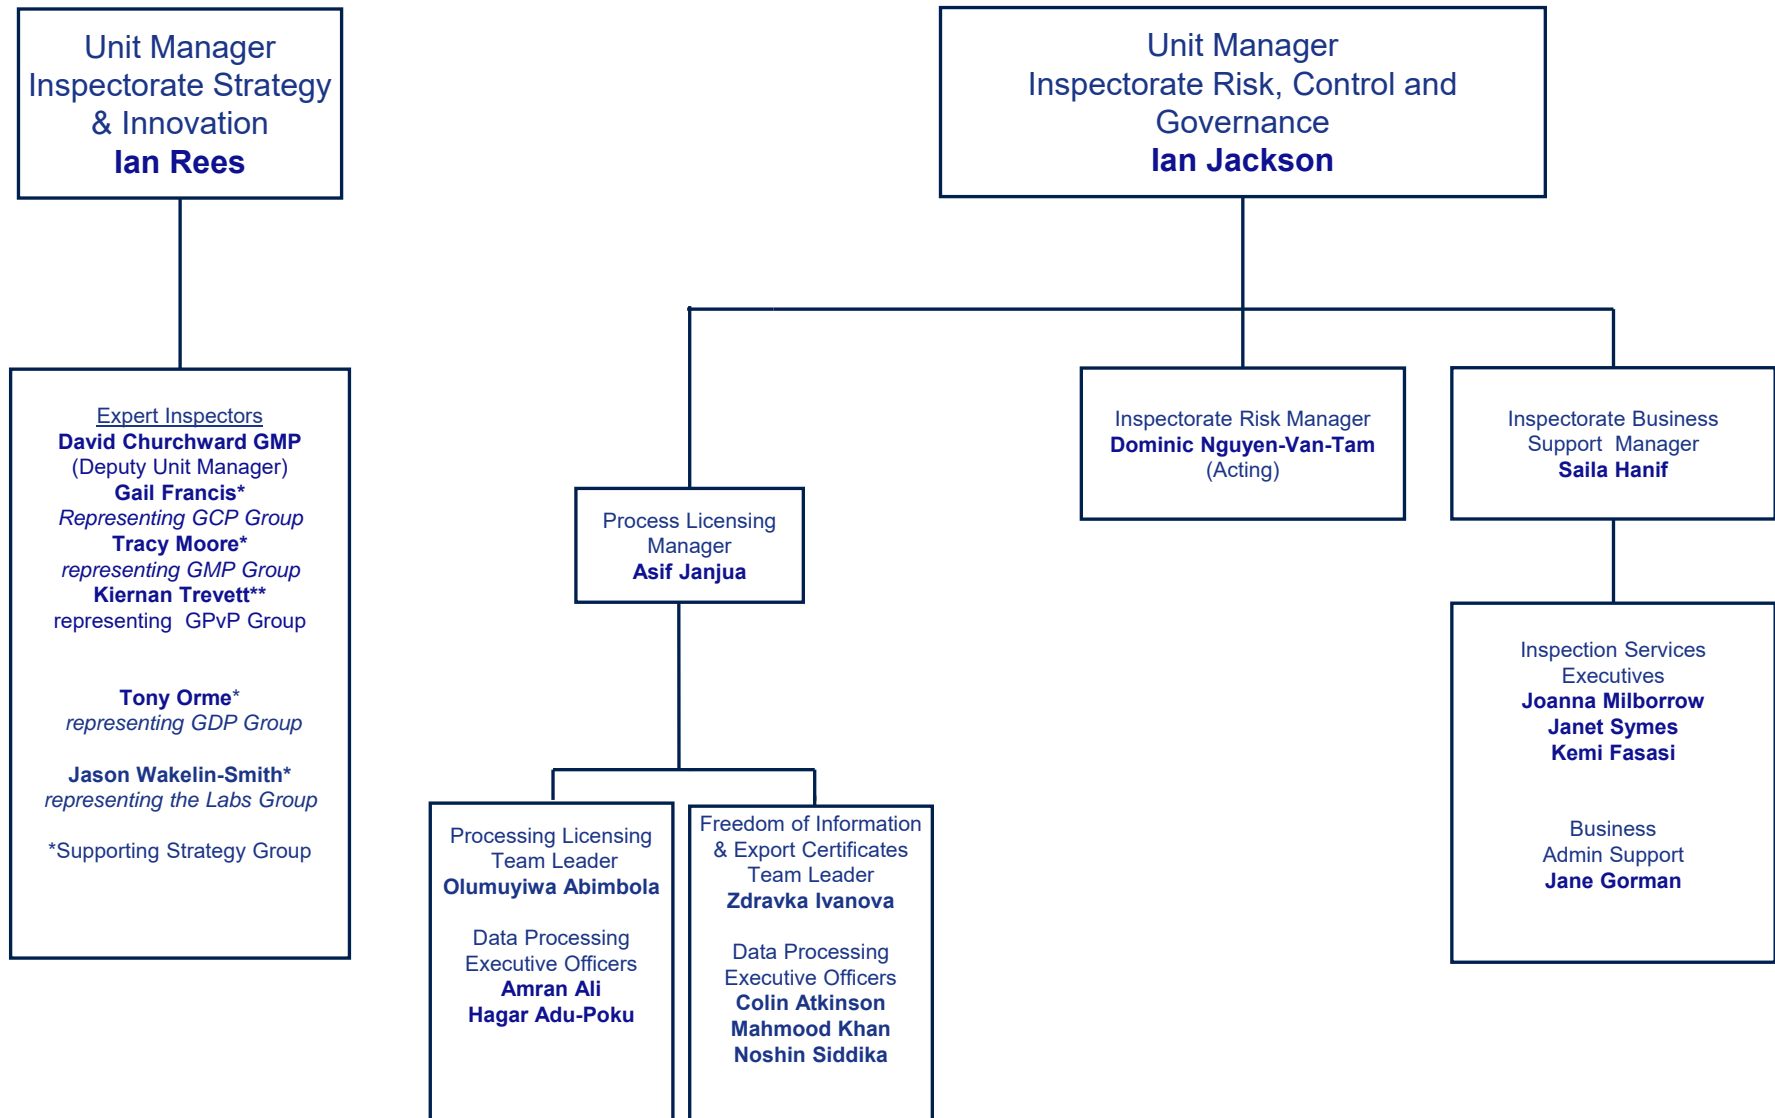 Unit Manager
Inspectorate Strategy
& Innovation
Ian Rees
Unit Manager
Inspectorate Risk, Control and
Governance
Ian Jackson
Expert Inspectors
David Churchward GMP
(Deputy Unit Manager)
Gail Francis*
Representing GCP Group
Tracy Moore*
representing GMP Group
Kiernan Trevett**
representing GPvP Group
Tony Orme*
representing GDP Group
Jason Wakelin-Smith*
representing the Labs Group
*Supporting Strategy Group
Process Licensing
Manager
Asif Janjua
Inspectorate Risk Manager
Dominic Nguyen-Van-Tam
(Acting)
Inspectorate Business
Support Manager
Saila Hanif
Processing Licensing
Team Leader
Olumuyiwa Abimbola
Data Processing
Executive Officers
Amran Ali
Hagar Adu-Poku
Freedom of Information
& Export Certificates
Team Leader
Zdravka Ivanova
Data Processing
Executive Officers
Colin Atkinson
Mahmood Khan
Noshin Siddika
Inspection Services
Executives
Joanna Milborrow
Janet Symes
Kemi Fasasi
Business
Admin Support
Jane Gorman